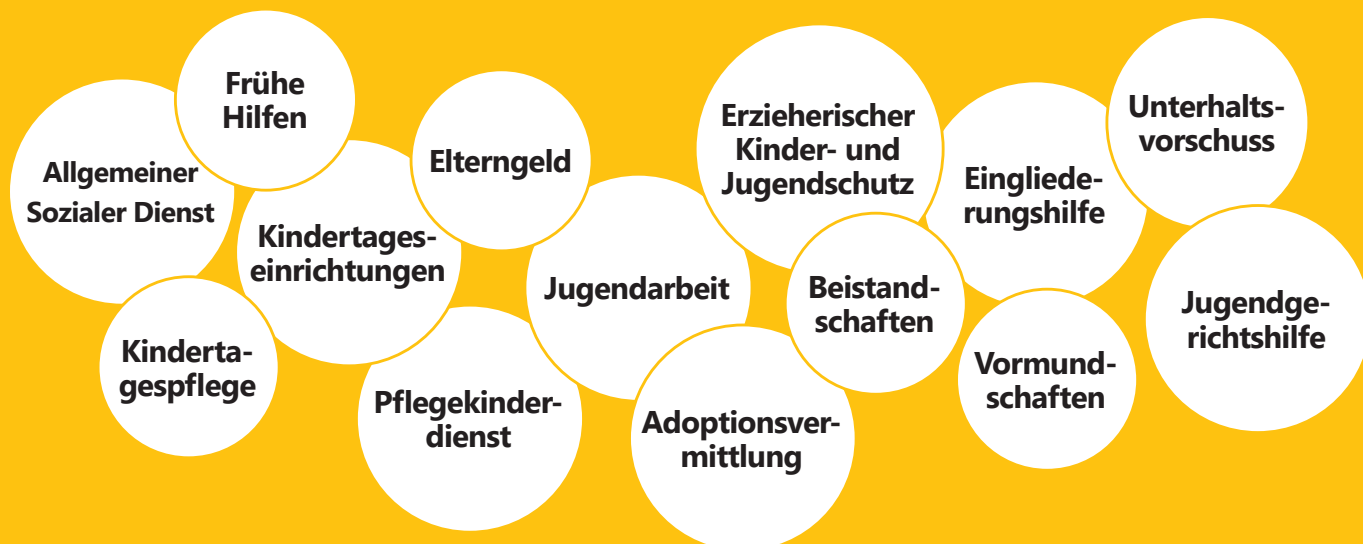 Frühe
Hilfen
Allgemeiner
Sozialer Dienst
Elterngeld
Kindertages-
einrichtungen
Kinderta-
gespflege
Pflegekinder-
dienst
Jugendarbeit
Erzieherischer
Kinder- und
Jugendschutz
Beistand-
schaften
Adoptionsver-
mittlung
Eingliede-
rungshilfe
Vormund-
schaften
Unterhalts-
vorschuss
Jugendge-
richtshilfe